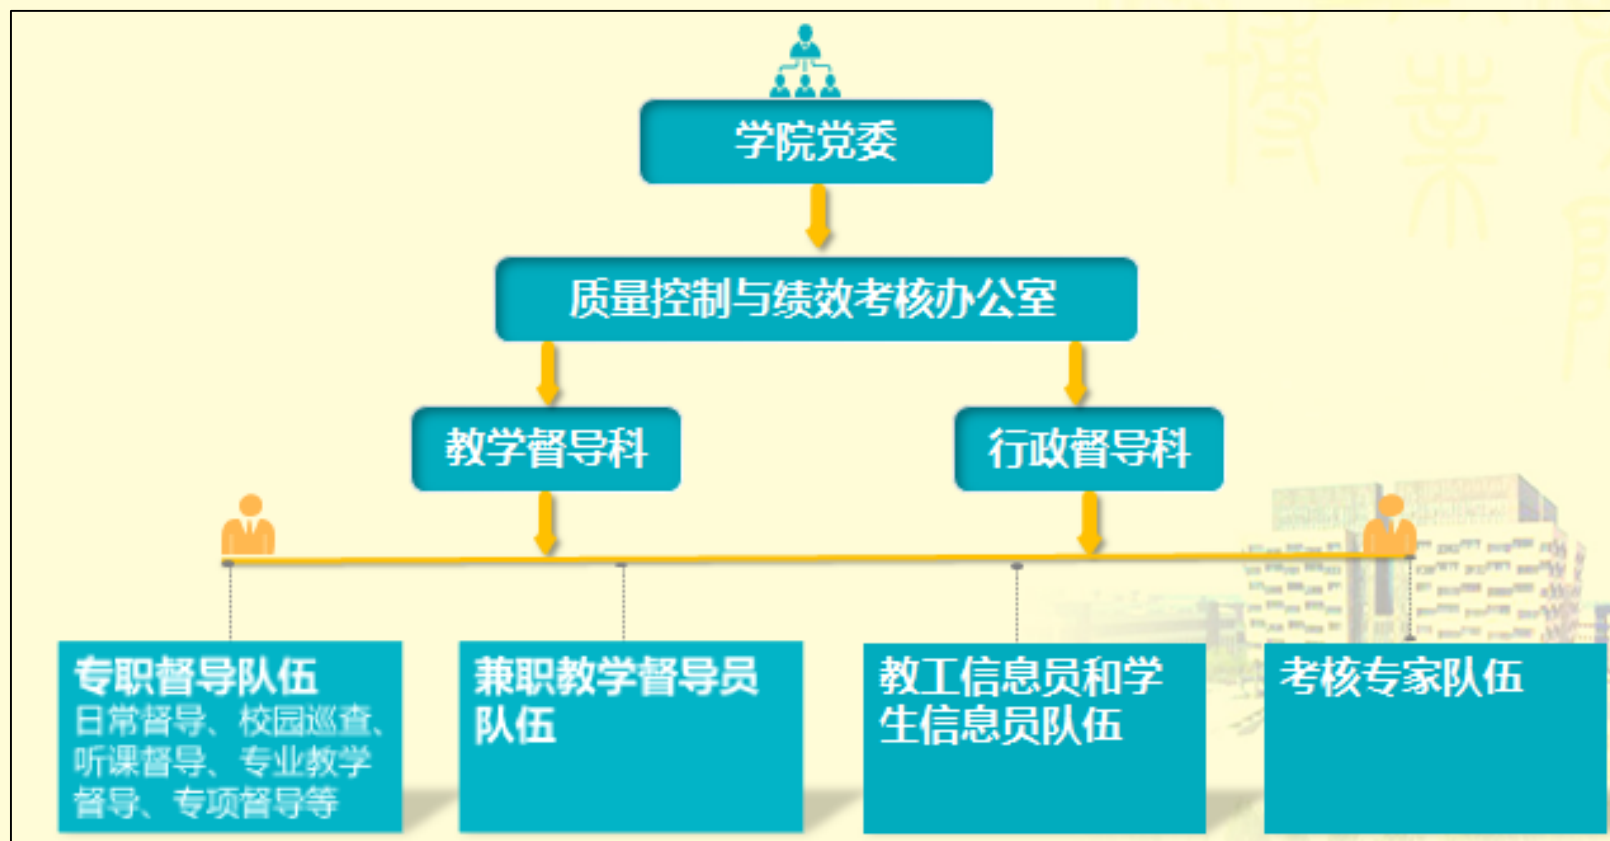 学院党委
质量控制与绩效考核办公室
教学督导科
行政督导科
专职督导队伍
日常督导、校园巡查、
听课督导、专业教学
督导、专项督导等
兼职教学督导员
队伍
教工信息员和学
生信息员队伍
考核专家队伍